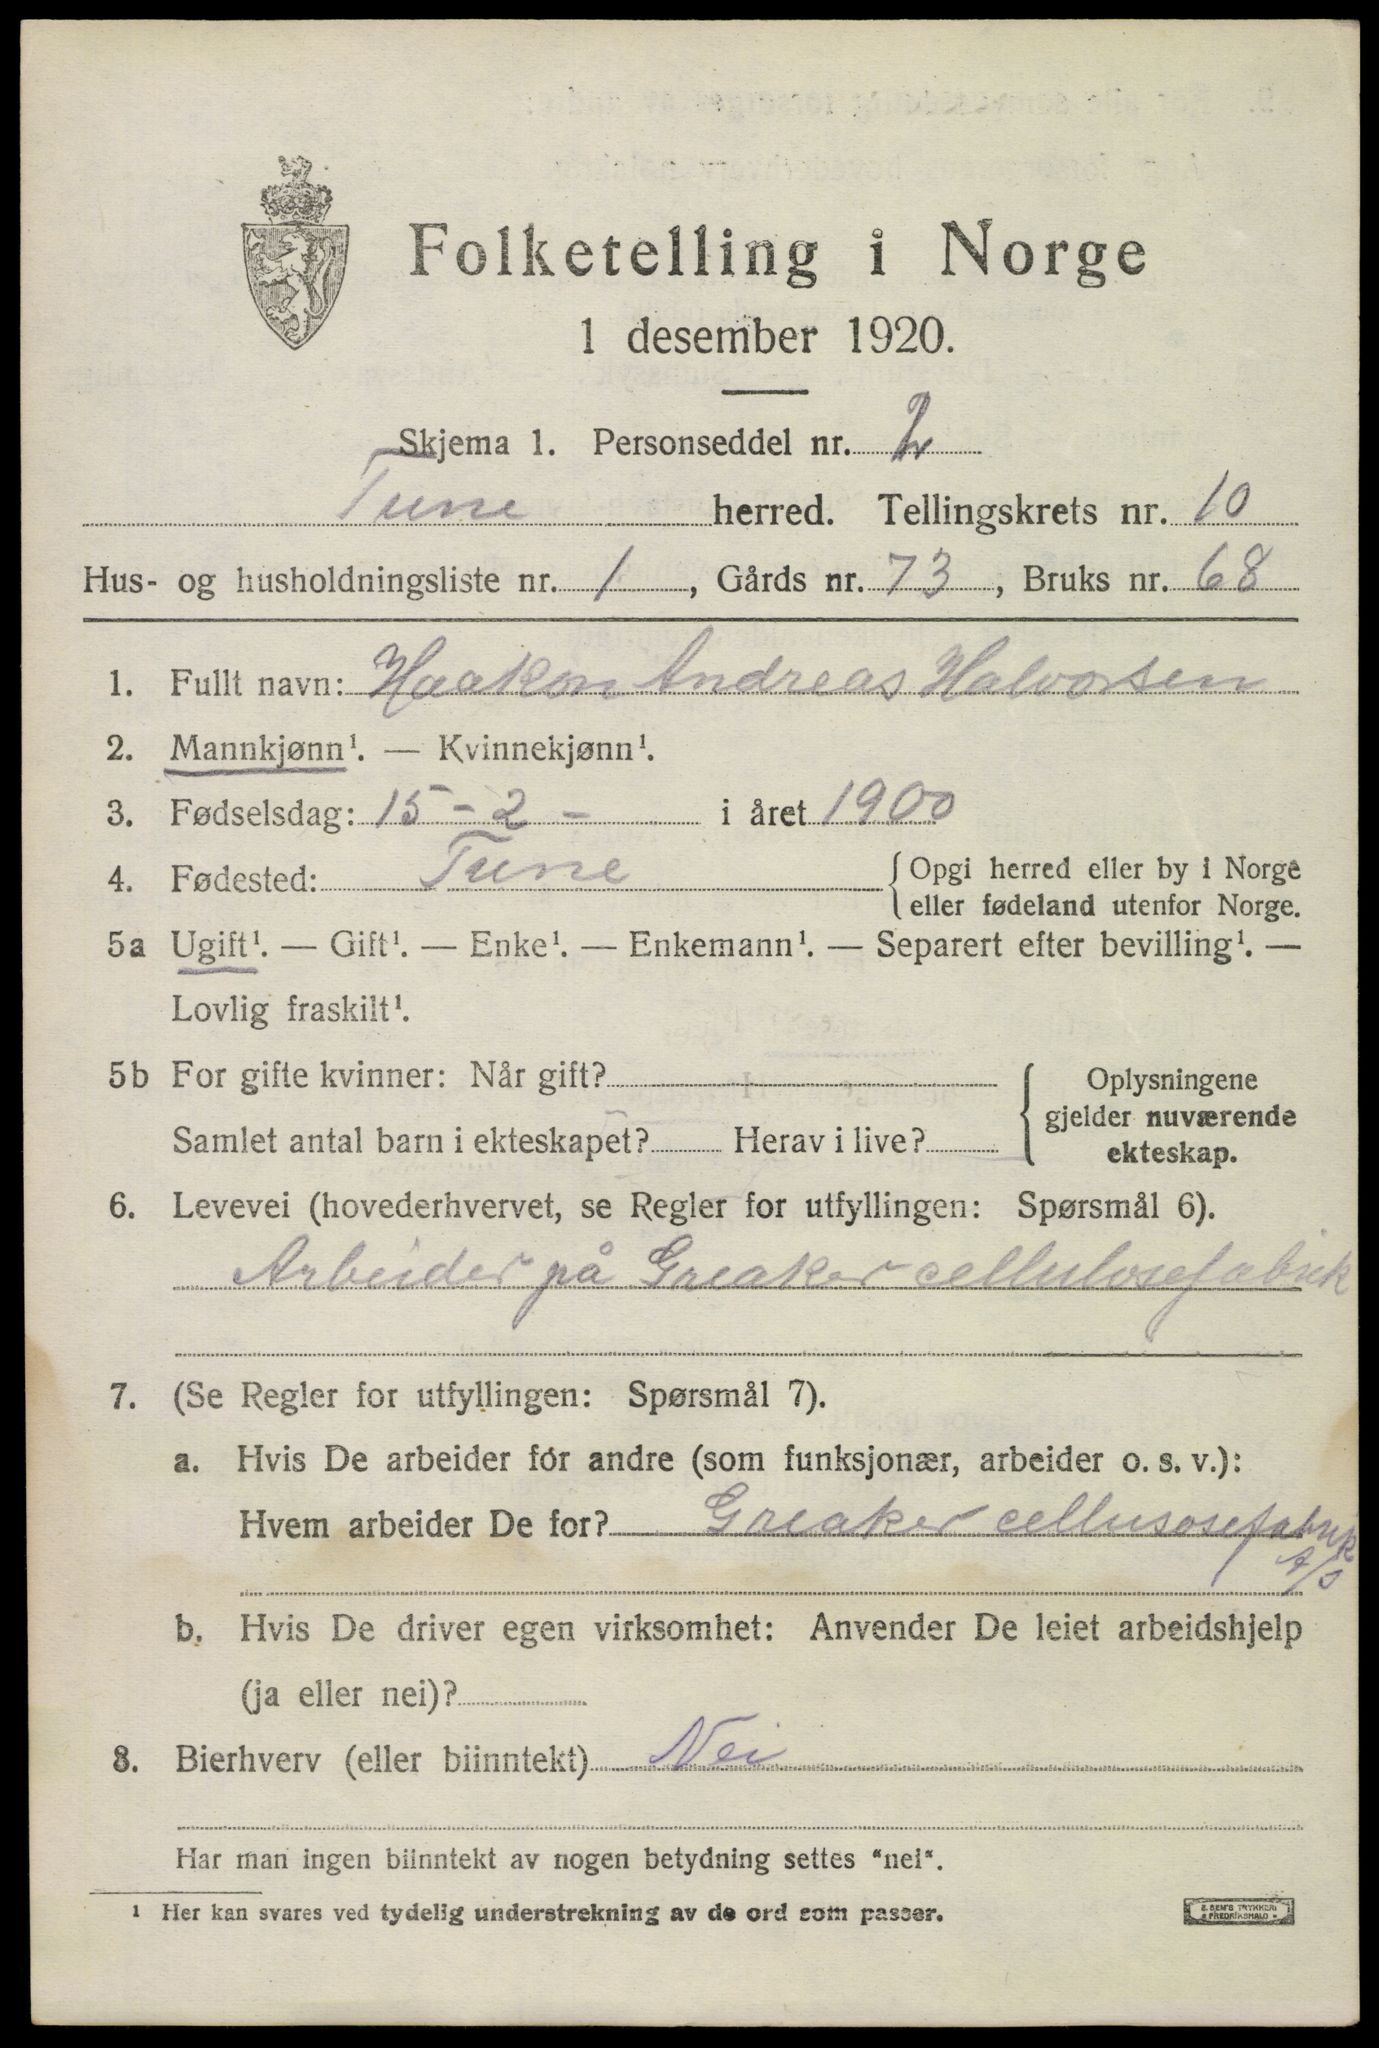 Folketelling i Norge
1 desember 1920.
Skjema 1. Personseddel nr. 2
Tune herred. Tellingskrets nr. 10
Hus- og husholdningsliste nr. 1, Gårds nr. 73, Bruks nr. 68
1. Fullt navn: Haakon Andreas Halvorsen
2. Mannkjønn¹. — Kvinnekjønn¹.
3. Fødselsdag: 15 - 2 - i året 1900
4. Fødested: Tune { Opgi herred eller by i Norge
eller fødeland utenfor Norge.
5a Ugift¹. — Gift¹. — Enke¹. — Enkemann¹. — Separert efter bevilling¹. —
Lovlig fraskilt¹.
5b For gifte kvinner: Når gift? { Oplysningene
gjelder nuværende
Samlet antal barn i ekteskapet? Herav i live?
ekteskap.
6. Levevei (hovederhvervet, se Regler for utfyllingen: Spørsmål 6).
Arbeider på Greaker cellulosefabrik
7. (Se Regler for utfyllingen: Spørsmål 7).
a. Hvis De arbeider for andre (som funksjonær, arbeider o. s. v.):
Hvem arbeider De for? Greaker cellusosefabrik
A/S
b. Hvis De driver egen virksomhet: Anvender De leiet arbeidshjelp
(ja eller nei)?
8. Bierhverv (eller biinntekt) Nei
Har man ingen biinntekt av nogen betydning settes "nei".
¹ Her kan svares ved tydelig understrekning av de ord som passer.
E. SEM'S TRYKKERI
FREDRIKSHALD